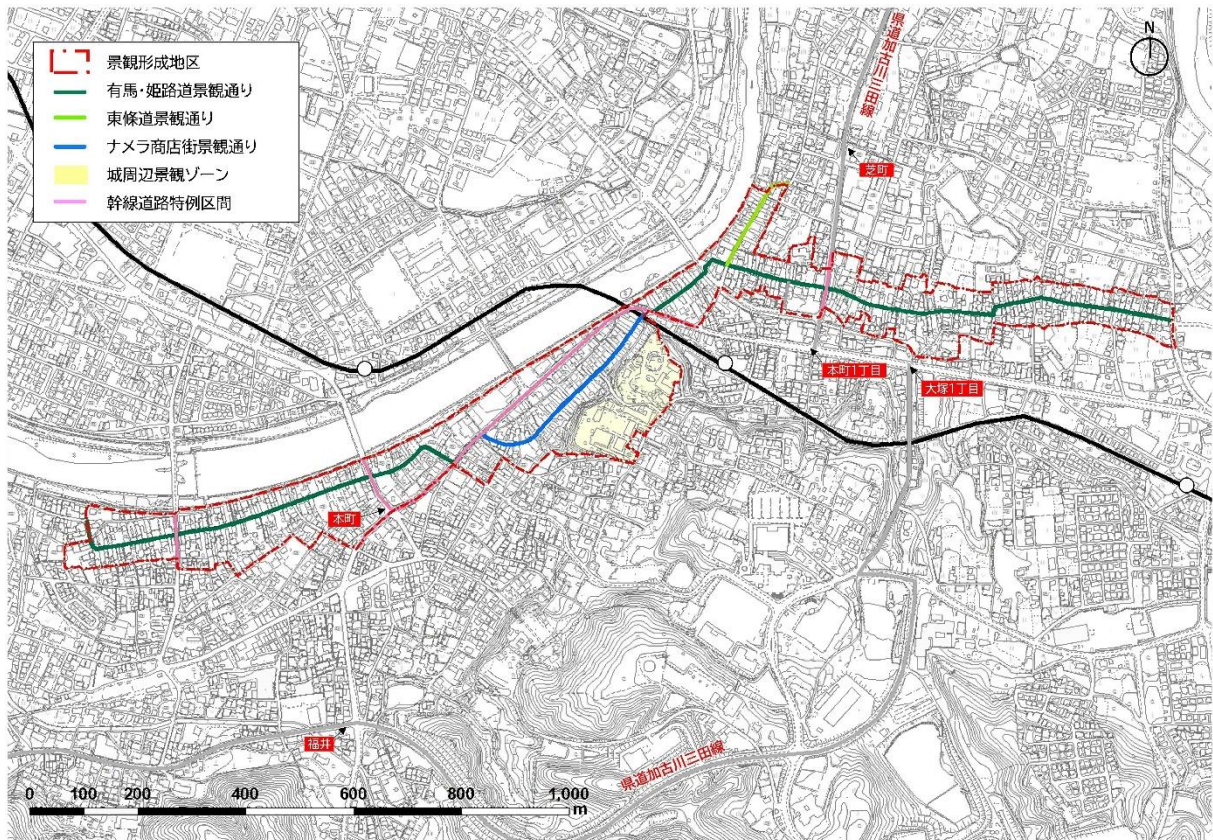 景観形成地区
有馬・姫路道景観通り
東條道景観通り
ナメラ商店街景観通り
城周辺景観ゾーン
幹線道路特例区間
県道加古川三田線
N
芝町
本町1丁目
大塚1丁目
本町
福井
県道加古川三田線
0 100 200 400 600 800 1,000
m